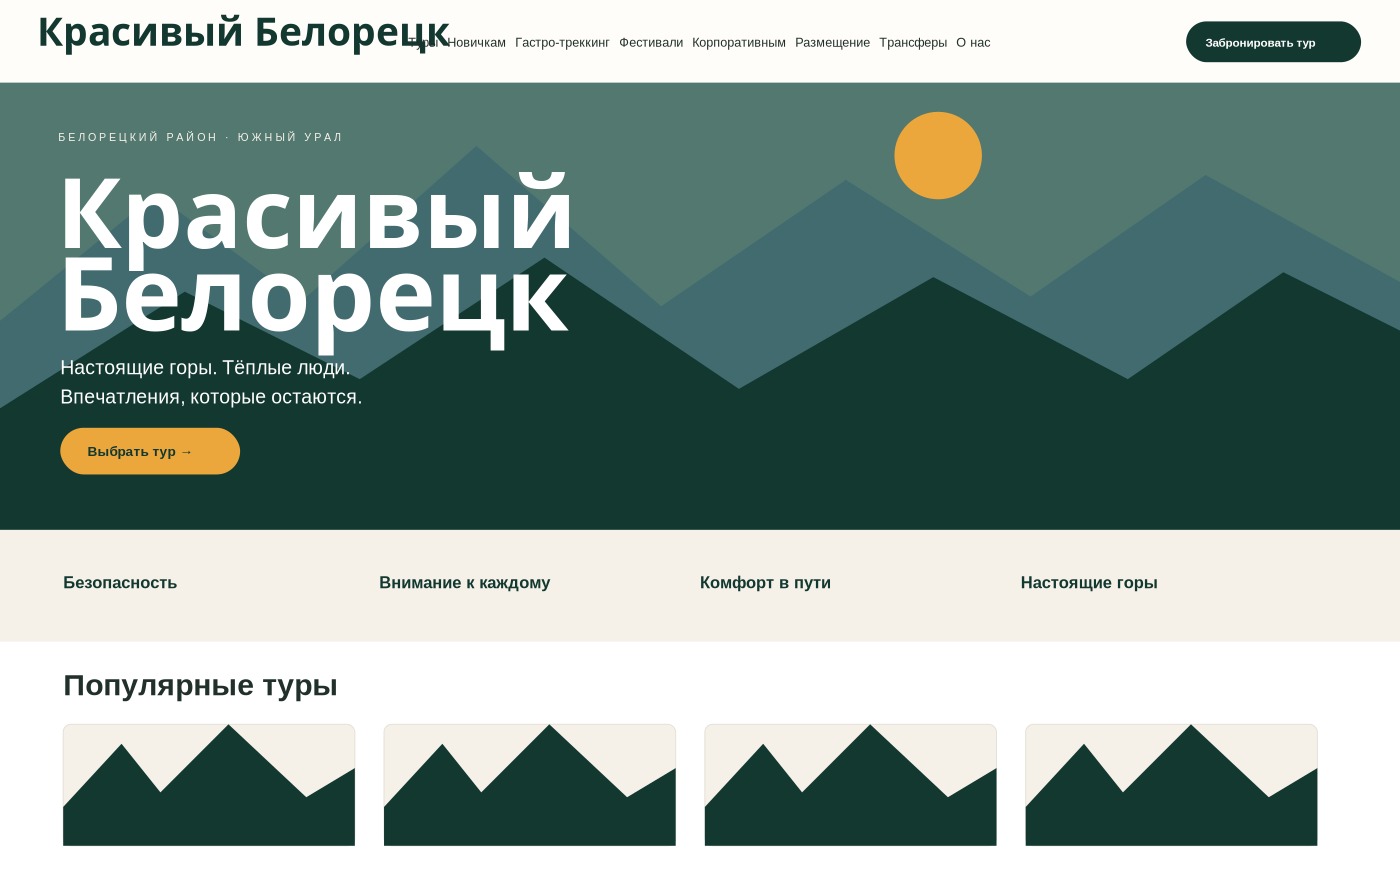 Красивый Белорецк
Туры Новичкам Гастро-треккинг Фестивали Корпоративным Размещение Трансферы О нас
Забронировать тур
БЕЛОРЕЦКИЙ РАЙОН · ЮЖНЫЙ УРАЛ
Красивый
Белорецк
Настоящие горы. Тёплые люди.
Впечатления, которые остаются.
Выбрать тур →
Безопасность
Внимание к каждому
Комфорт в пути
Настоящие горы
Популярные туры